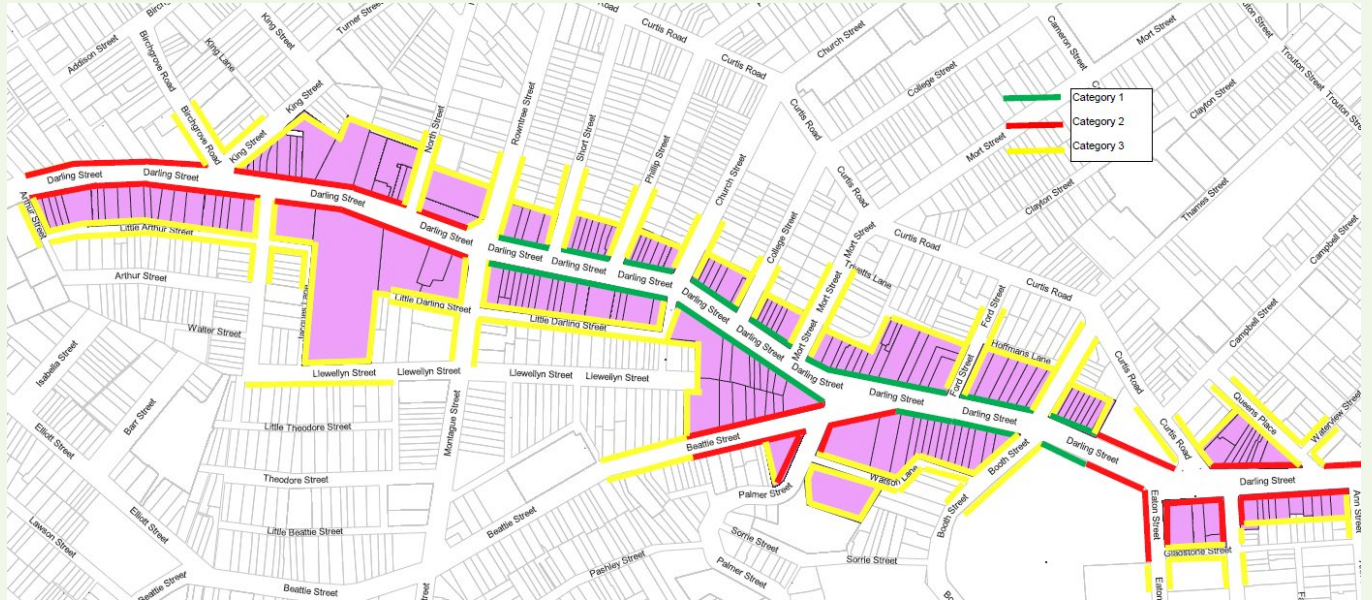 Birchgrove Road
King Street
Turner Street
Road
Curtis Road
Cameron Street
Mort Street
Trouton Street
Addison Street
King Lane
Church Street
Curtis Road
College Street
Clayton Street
Trouton Street
King Street
North Street
Rowntree Street
Short Street
Phillip Street
Church Street
Curtis Road
Category 1
Category 2
Category 3
Birchgrove Road
King Street
Mort Street
Darling Street
Darling Street
Darling Street
Curtis Road
Clayton Street
Thames Street
Campbell Street
Arthur Street
Little Arthur Street
College Street
Mort Street
Curtis Road
Darling Street
Darling Street
Darling Street
Darling Street
Arthur Street
Curtis Road
Little Darling Street
Darling Street
Mort Street
Ford Street
Campbell Street
Walter Street
Little Darling Street
Darling Street
Mort Street
Hoffmans Lane
Isabella Street
Llewellyn Street
Llewellyn Street
Llewellyn Street
Llewellyn Street
Darling Street
Darling Street
Ford Street
Curtis Road
Queens Place
Waterview Street
Barr Street
Montague Street
Darling Street
Elliott Street
Little Theodore Street
Beattie Street
Darling Street
Curtis Road
Booth Street
Theodore Street
Watson Lane
Darling Street
Palmer Street
Eaton Street
Ann Street
Lawson Street
Elliott Street
Little Beattie Street
Beattie Street
Sorrie Street
Booth Street
Gladstone Street
Pashley Street
Sorrie Street
Palmer Street
Beattie Street
Beattie Street
Eaton